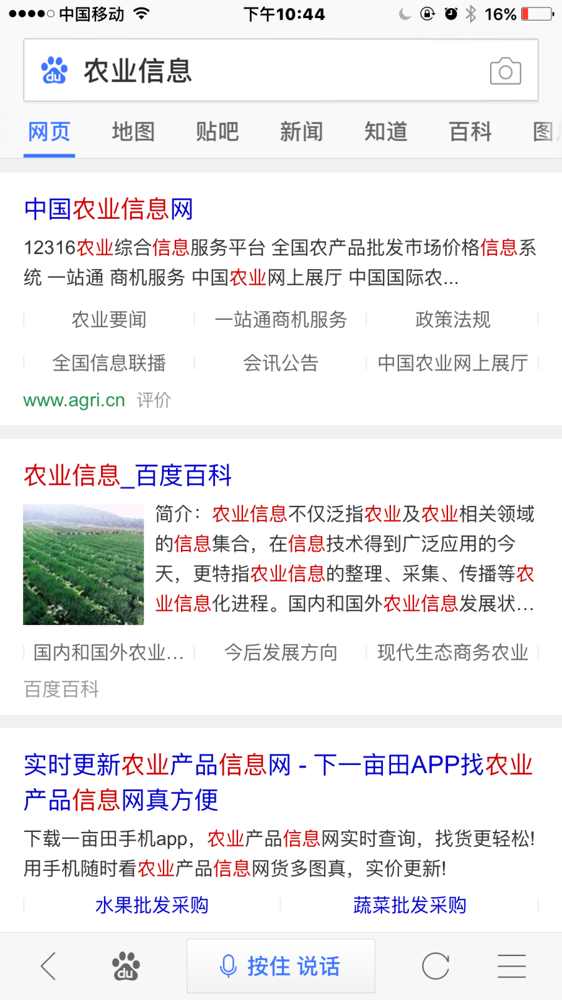 中国移动 下午10:44 16%
du 农业信息
网页 地图 贴吧 新闻 知道 百科
中国农业信息网
12316农业综合信息服务平台 全国农产品批发市场价格信息系
统 一站通 商机服务 中国农业网上展厅 中国国际农...
农业要闻 一站通商机服务 政策法规
全国信息联播 会讯公告 中国农业网上展厅
www.agri.cn 评价
农业信息_百度百科
简介：农业信息不仅泛指农业及农业相关领域
的信息集合，在信息技术得到广泛应用的今
天，更特指农业信息的整理、采集、传播等农
业信息化进程。国内和国外农业信息发展状...
国内和国外农业... 今后发展方向 现代生态商务农业
百度百科
实时更新农业产品信息网 - 下一亩田APP找农业
产品信息网真方便
下载一亩田手机app，农业产品信息网实时查询，找货更轻松!
用手机随时看农业产品信息网货多图真，实价更新!
水果批发采购 蔬菜批发采购
du 按住 说话